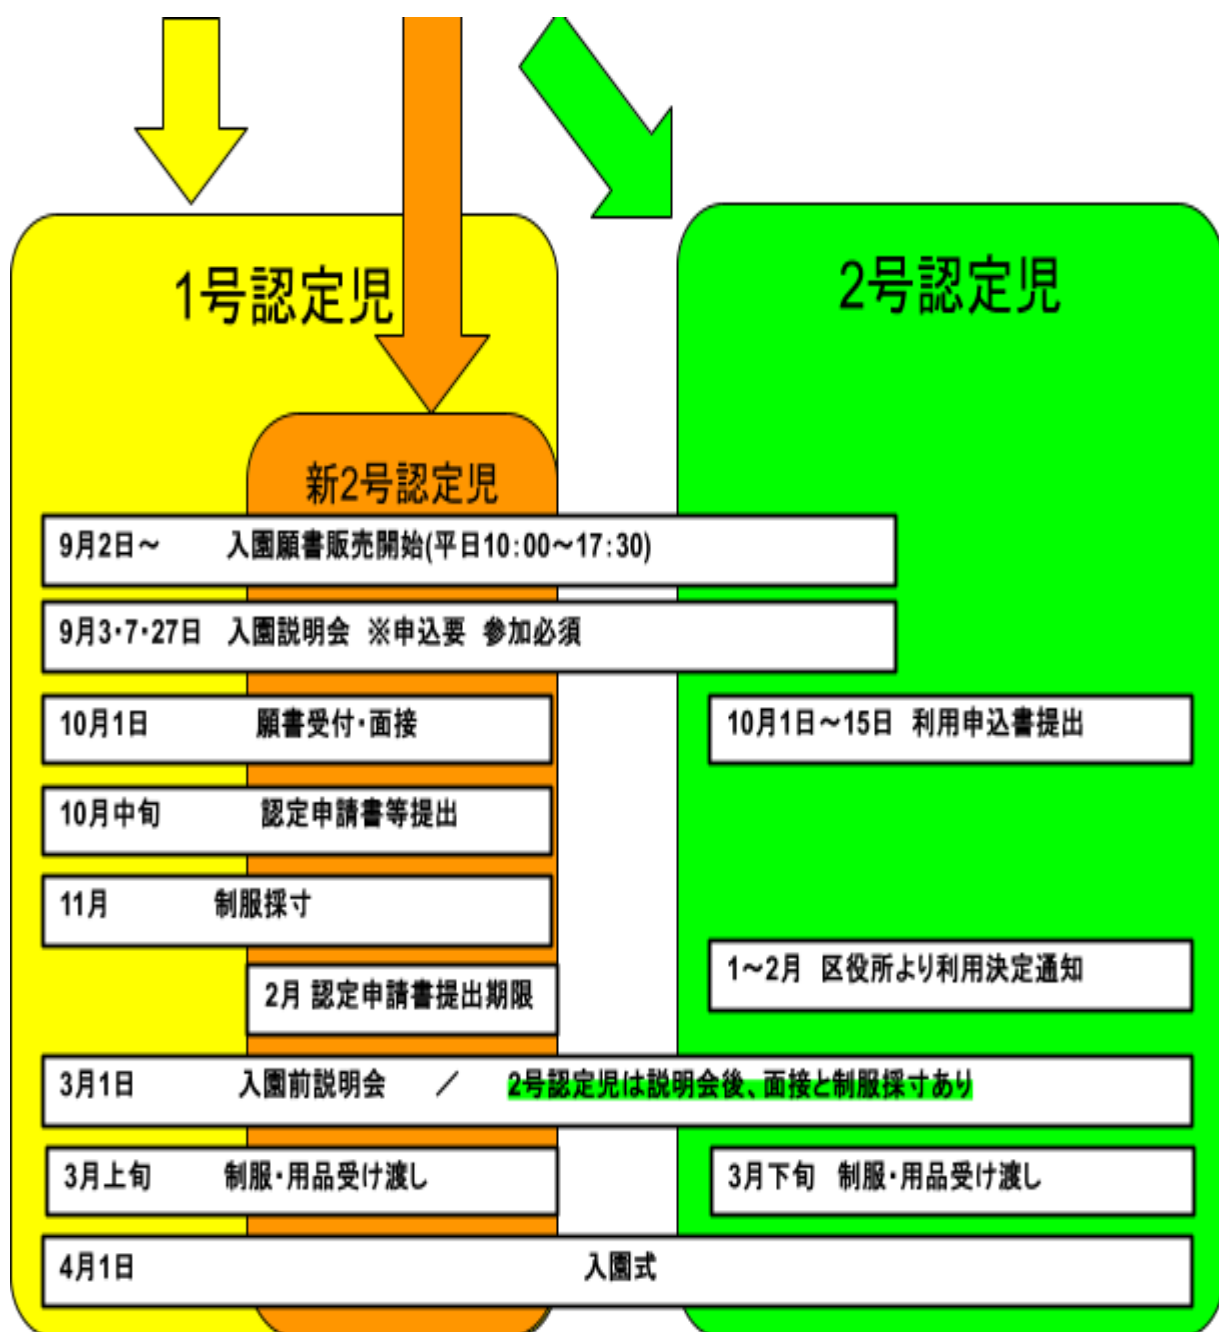 1号認定児
2号認定児
新2号認定児
9月2日～ 入園願書販売開始(平日10:00～17:30)
9月3・7・27日 入園説明会 ※申込要 参加必須
10月1日 願書受付・面接
10月1日～15日 利用申込書提出
10月中旬 認定申請書等提出
11月 制服採寸
1～2月 区役所より利用決定通知
2月 認定申請書提出期限
3月1日 入園前説明会 ／ 2号認定児は説明会後、面接と制服採寸あり
3月上旬 制服・用品受け渡し
3月下旬 制服・用品受け渡し
4月1日 入園式